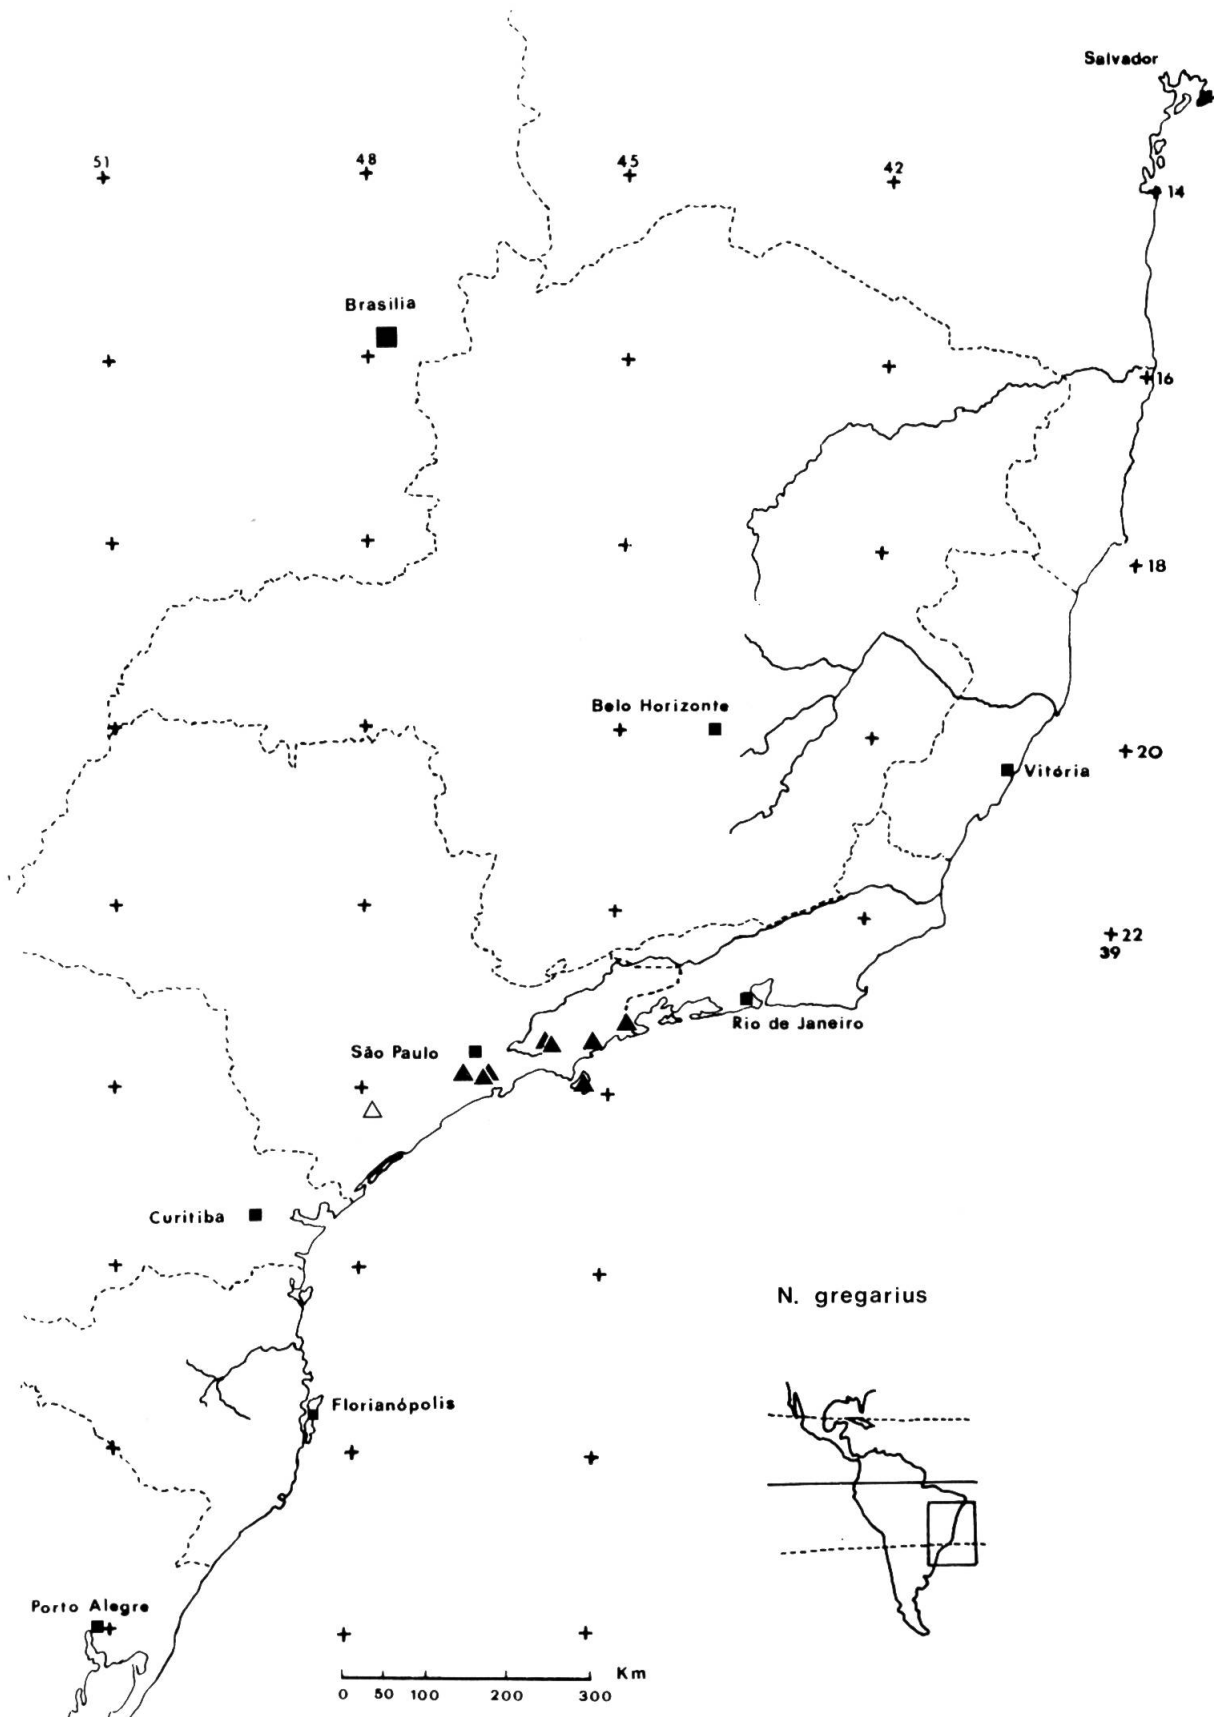 Salvador
51
48
45
42
14
Brasilia
16
18
Belo Horizonte
20
Vitória
22
39
Rio de Janeiro
São Paulo
Curitiba
N. gregarius
Florianópolis
Porto Alegre
Km
0 50 100 200 300